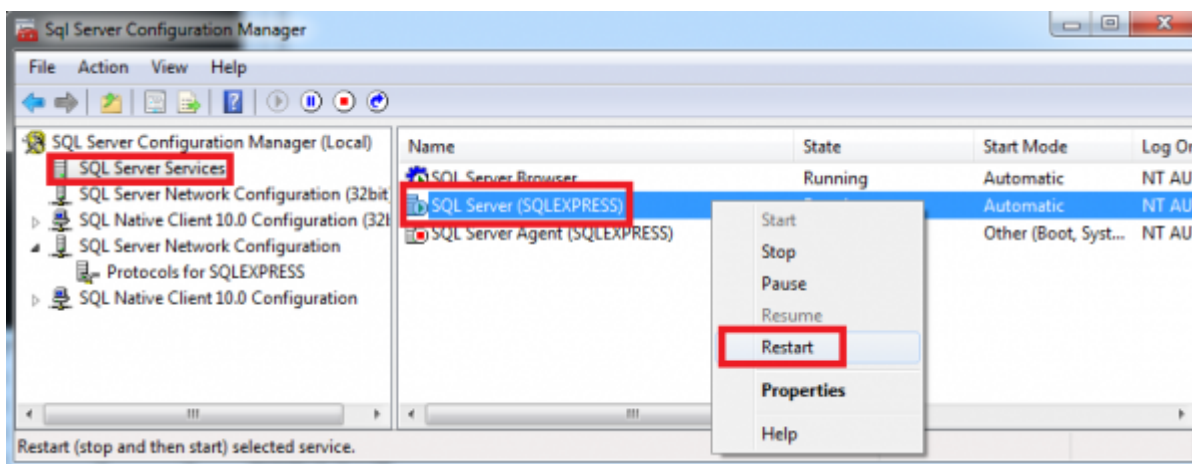 Sql Server Configuration Manager
File Action View Help
SQL Server Configuration Manager (Local)
SQL Server Services
SQL Server Network Configuration (32bit
SQL Native Client 10.0 Configuration (32l
SQL Server Network Configuration
Protocols for SQLEXPRESS
SQL Native Client 10.0 Configuration
Name State Start Mode Log Or
SQL Server Browser Running Automatic NT AU
SQL Server (SQLEXPRESS) Automatic NT AU
SQL Server Agent (SQLEXPRESS) Other (Boot, Syst... NT AU
Start
Stop
Pause
Resume
Restart
Properties
Help
Restart (stop and then start) selected service.